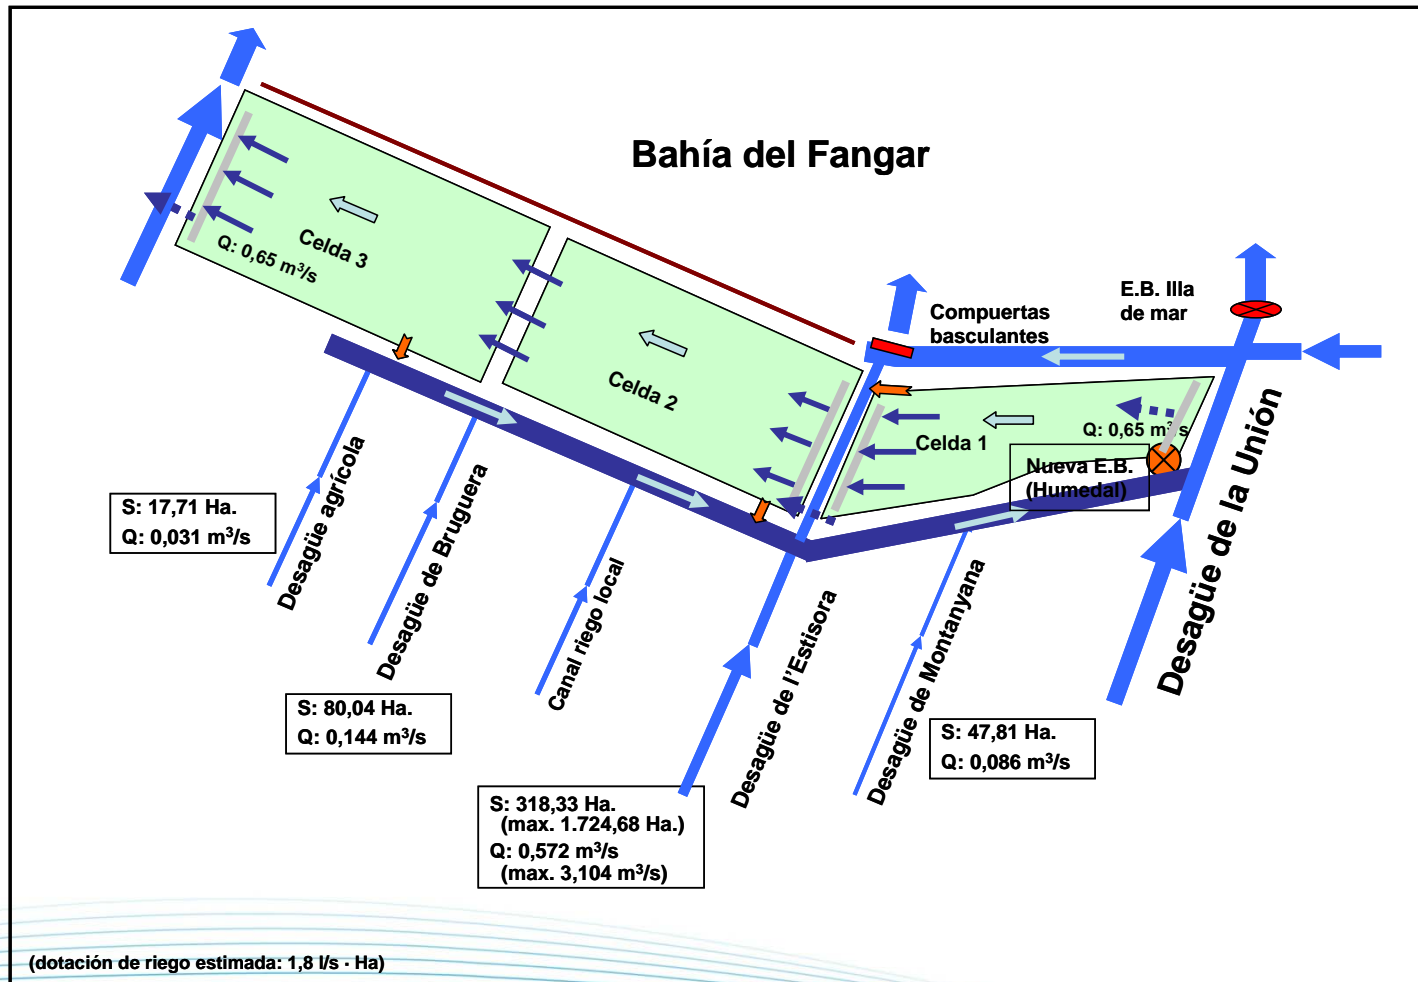 Bahía del Fangar
Celda 3
Q: 0,65 m³/s
Celda 2
Compuertas
basculantes
E.B. Illa
de mar
Celda 1
Q: 0,65 m³/s
Nueva E.B.
(Humedal)
Desagüe de la Unión
Desagüe agrícola
Desagüe de Bruguera
Canal riego local
Desagüe de l'Estisora
Desagüe de Montanyana
S: 17,71 Ha.
Q: 0,031 m³/s
S: 80,04 Ha.
Q: 0,144 m³/s
S: 318,33 Ha.
(max. 1.724,68 Ha.)
Q: 0,572 m³/s
(max. 3,104 m³/s)
S: 47,81 Ha.
Q: 0,086 m³/s
(dotación de riego estimada: 1,8 l/s · Ha)